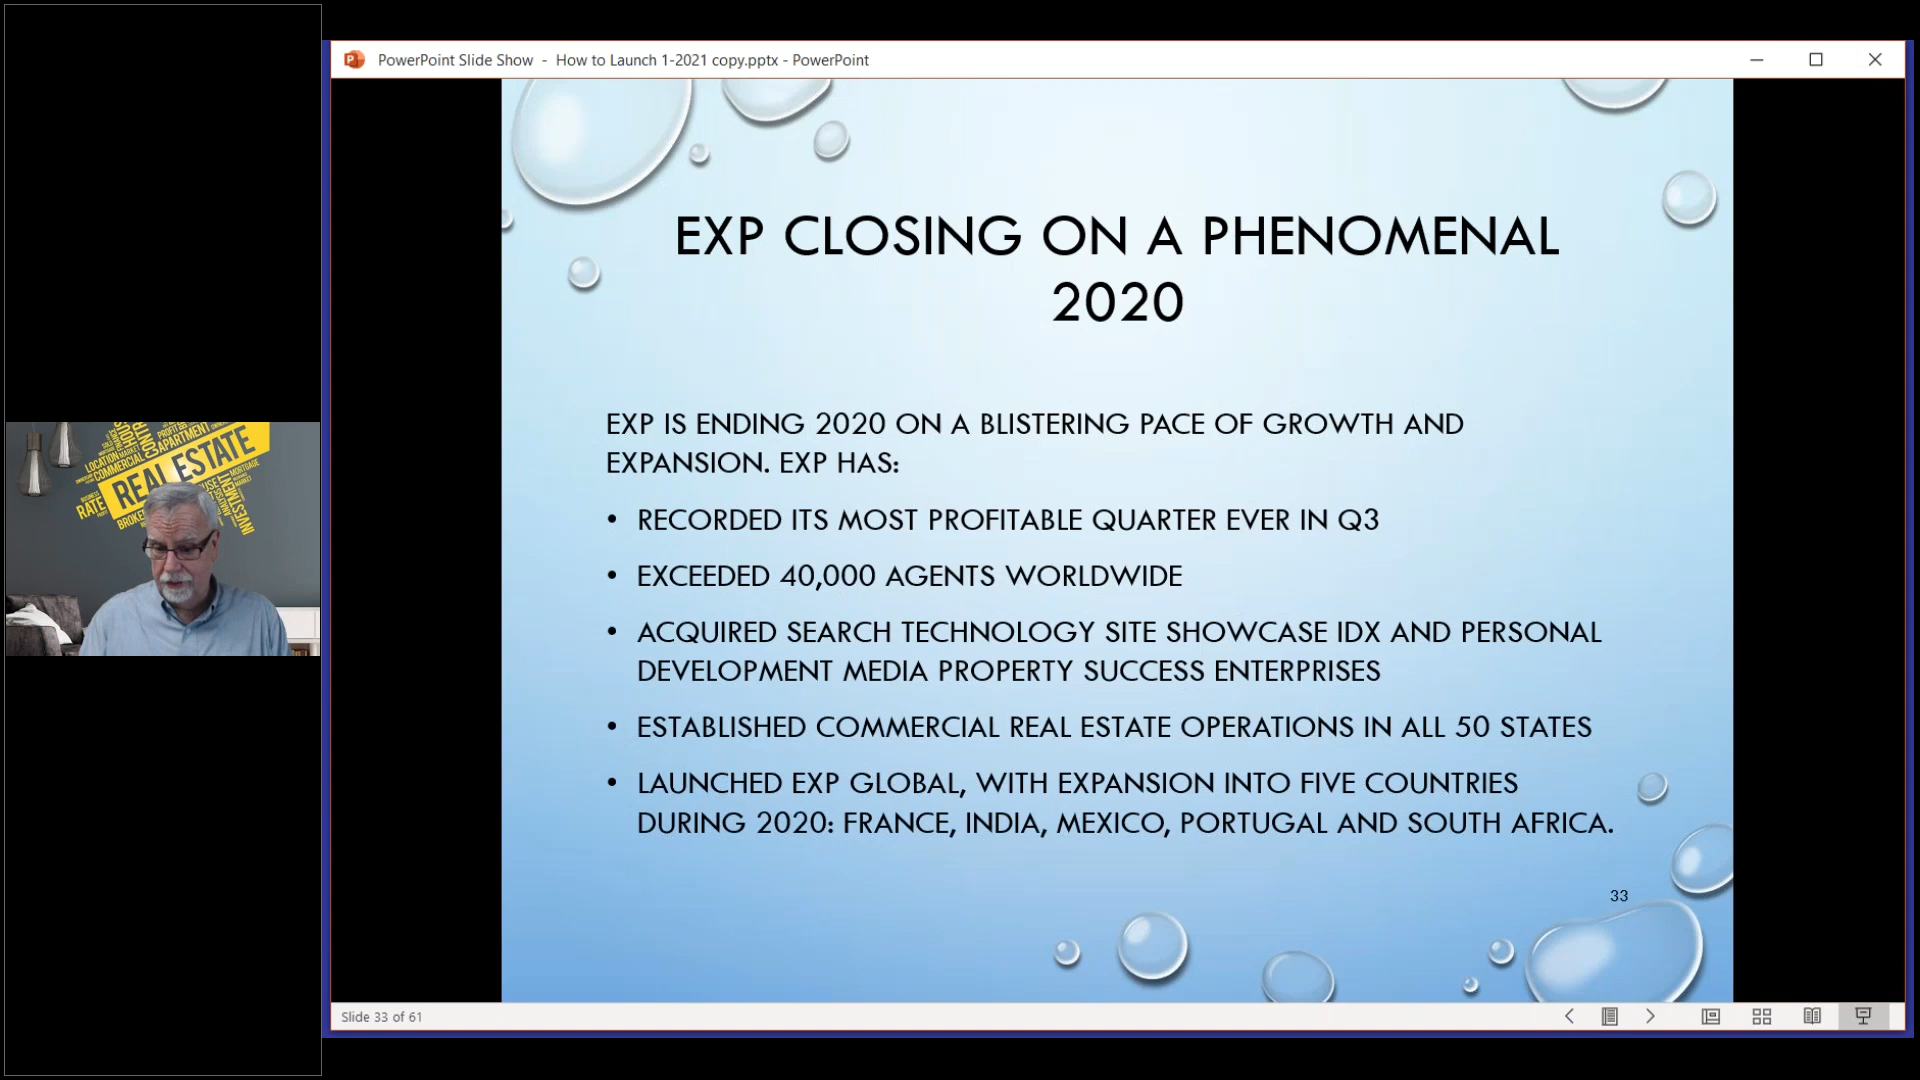 PowerPoint Slide Show - How to Launch 1-2021 copy.pptx - PowerPoint
EXP CLOSING ON A PHENOMENAL
2020
EXP IS ENDING 2020 ON A BLISTERING PACE OF GROWTH AND
EXPANSION. EXP HAS:
• RECORDED ITS MOST PROFITABLE QUARTER EVER IN Q3
• EXCEEDED 40,000 AGENTS WORLDWIDE
• ACQUIRED SEARCH TECHNOLOGY SITE SHOWCASE IDX AND PERSONAL
DEVELOPMENT MEDIA PROPERTY SUCCESS ENTERPRISES
• ESTABLISHED COMMERCIAL REAL ESTATE OPERATIONS IN ALL 50 STATES
• LAUNCHED EXP GLOBAL, WITH EXPANSION INTO FIVE COUNTRIES
DURING 2020: FRANCE, INDIA, MEXICO, PORTUGAL AND SOUTH AFRICA.
33
Slide 33 of 61
APARTMENT
LOCATION
COMMERCIAL
REAL ESTATE
RATE
MORTGAGE
INVESTMENT